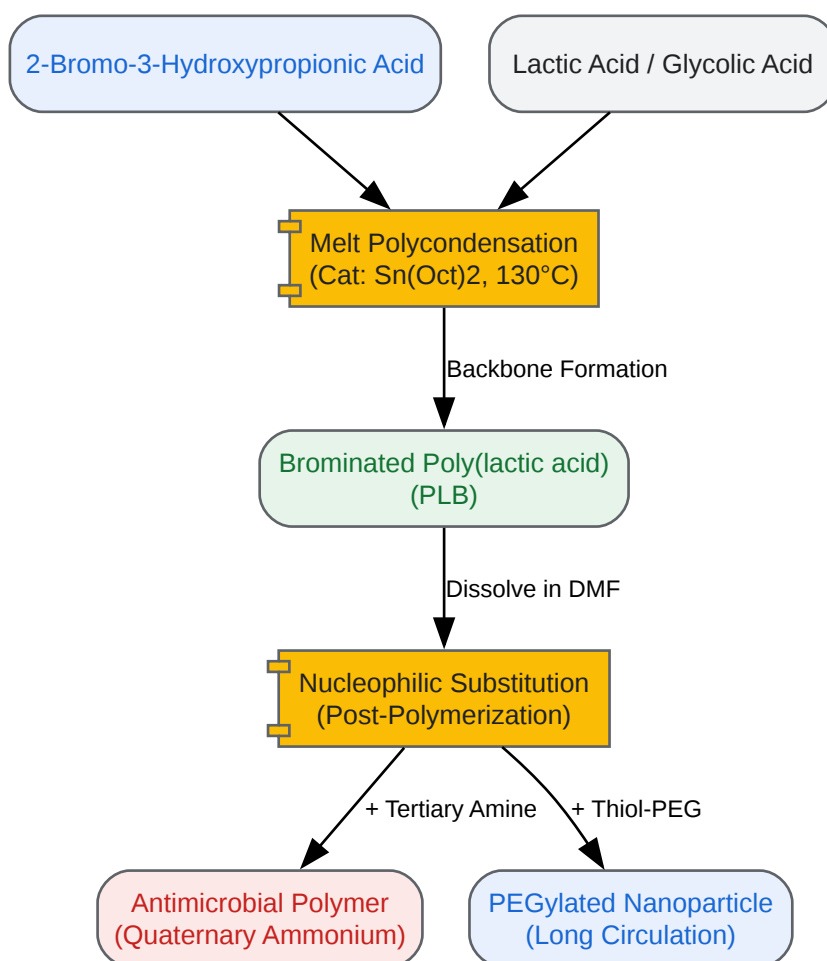 2-Bromo-3-Hydroxypropionic Acid
Lactic Acid / Glycolic Acid
Melt Polycondensation
(Cat: Sn(Oct)2, 130°C)
Backbone Formation
Brominated Poly(lactic acid)
(PLB)
Dissolve in DMF
Nucleophilic Substitution
(Post-Polymerization)
+ Tertiary Amine
+ Thiol-PEG
Antimicrobial Polymer
(Quaternary Ammonium)
PEGylated Nanoparticle
(Long Circulation)